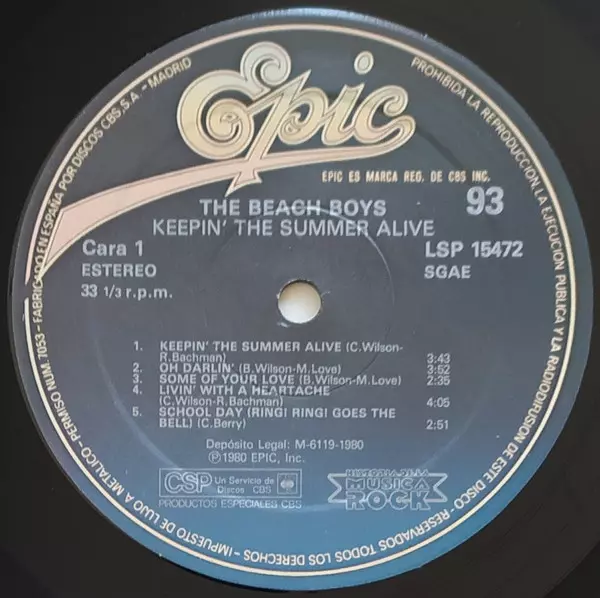 Epic
EPIC ES MARCA REG. DE CBS INC.
THE BEACH BOYS
93
KEEPIN' THE SUMMER ALIVE
Cara 1
LSP 15472
ESTEREO
SGAE
33 1/3 r.p.m.
1. KEEPIN' THE SUMMER ALIVE (C.Wilson-
R.Bachman) 3:43
2. OH DARLIN' (B.Wilson-M.Love) 3:52
3. SOME OF YOUR LOVE (B.Wilson-M.Love) 2:35
4. LIVIN' WITH A HEARTACHE
(C.Wilson-R.Bachman) 4:05
5. SCHOOL DAY (RING! RING! GOES THE
BELL) (C.Berry) 2:51
Depósito Legal: M-6119-1980
Ⓟ 1980 EPIC, Inc.
CSP Un Servicio de
Discos CBS
PRODUCTOS ESPECIALES CBS
HISTORIA DE LA
MUSICA
ROCK
PROHIBIDA LA REPRODUCCION, LA EJECUCION PUBLICA Y LA RADIODIFUSION DE ESTE DISCO - RESERVADOS TODOS LOS DERECHOS - IMPUESTO DE LUJO A METALICO - PERMISO NUM. 7053 - FABRICADO EN ESPAÑA POR DISCOS CBS, S.A. - MADRID